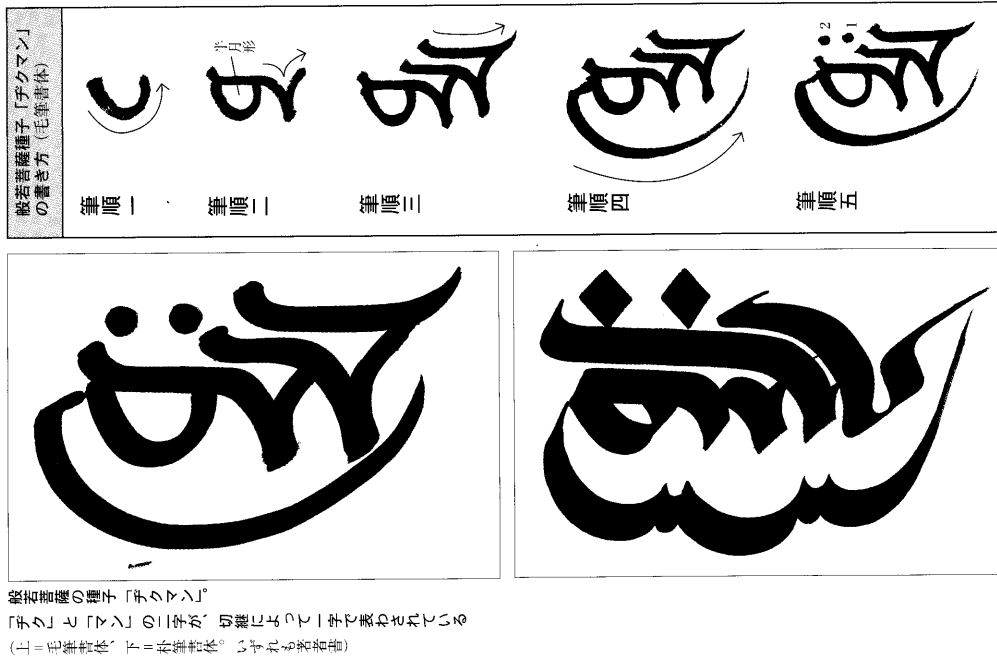 般若菩薩種子「ヂクマン」
の書き方（毛筆書体）
筆順一
筆順二
半月形
筆順三
筆順四
筆順五
1
2
般若菩薩の種子「ヂクマン」。
「ヂク」と「マン」の二字が、切継によって一字で表わされている
（上＝毛筆書体、下＝朴筆書体。いずれも著者書）